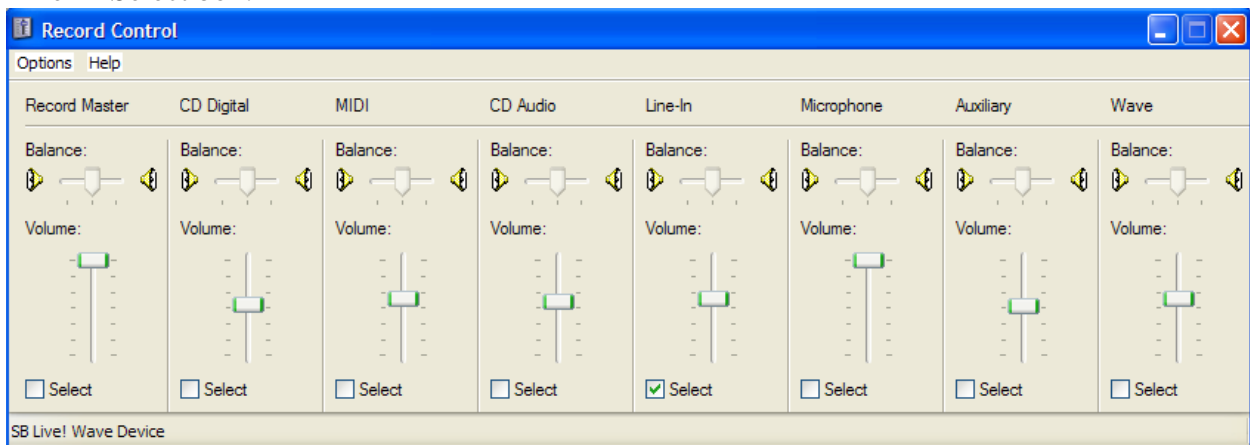 Record Control
Options Help
Record Master CD Digital MIDI CD Audio Line-In Microphone Auxiliary Wave
Balance: Balance: Balance: Balance: Balance: Balance: Balance: Balance:
Volume: Volume: Volume: Volume: Volume: Volume: Volume: Volume:
Select Select Select Select Select Select Select Select
SB Live! Wave Device